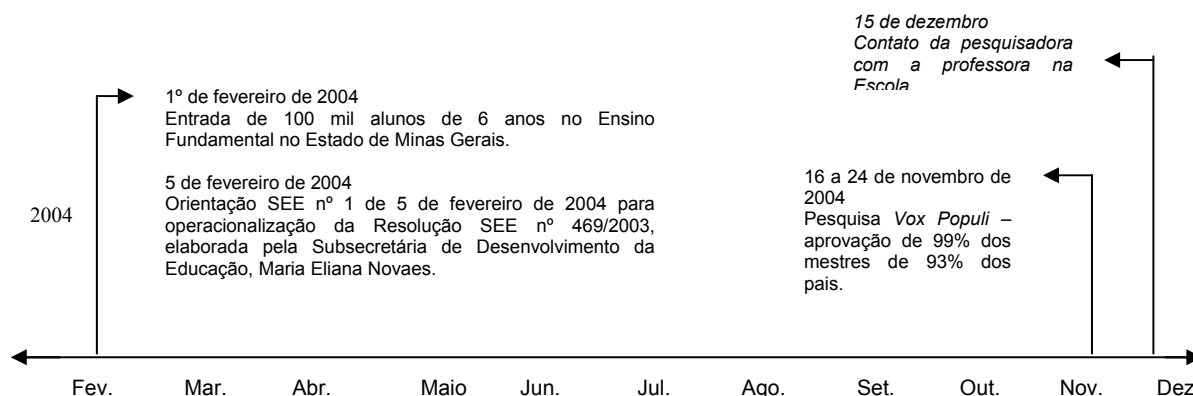 15 de dezembro
Contato da pesquisadora
com a professora na
Escola
1º de fevereiro de 2004
Entrada de 100 mil alunos de 6 anos no Ensino
Fundamental no Estado de Minas Gerais.
5 de fevereiro de 2004
Orientação SEE nº 1 de 5 de fevereiro de 2004 para
operacionalização da Resolução SEE nº 469/2003,
elaborada pela Subsecretária de Desenvolvimento da
Educação, Maria Eliana Novaes.
16 a 24 de novembro de
2004
Pesquisa Vox Populi –
aprovação de 99% dos
mestres de 93% dos
pais.
2004
Fev. Mar. Abr. Maio Jun. Jul. Ago. Set. Out. Nov. Dez